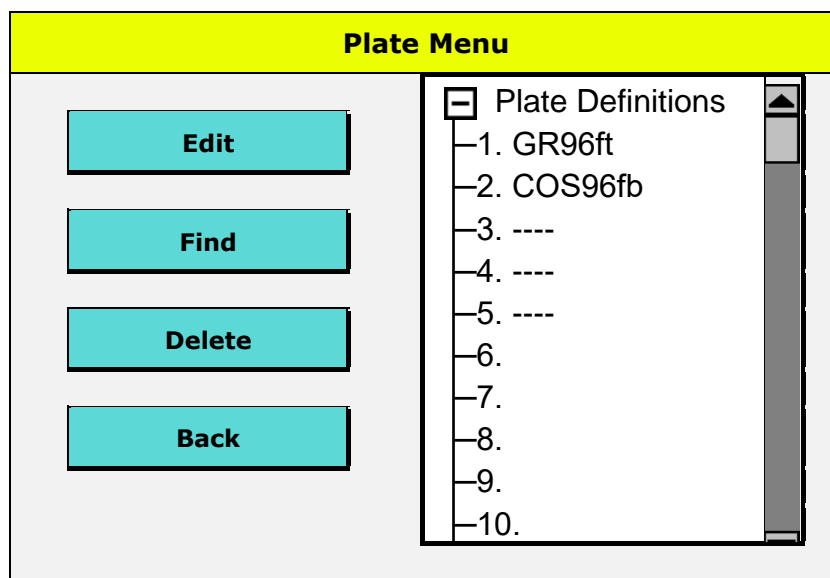 Plate Menu
Edit
Find
Delete
Back
Plate Definitions
1. GR96ft
2. COS96fb
3. ----
4. ----
5. ----
6.
7.
8.
9.
10.